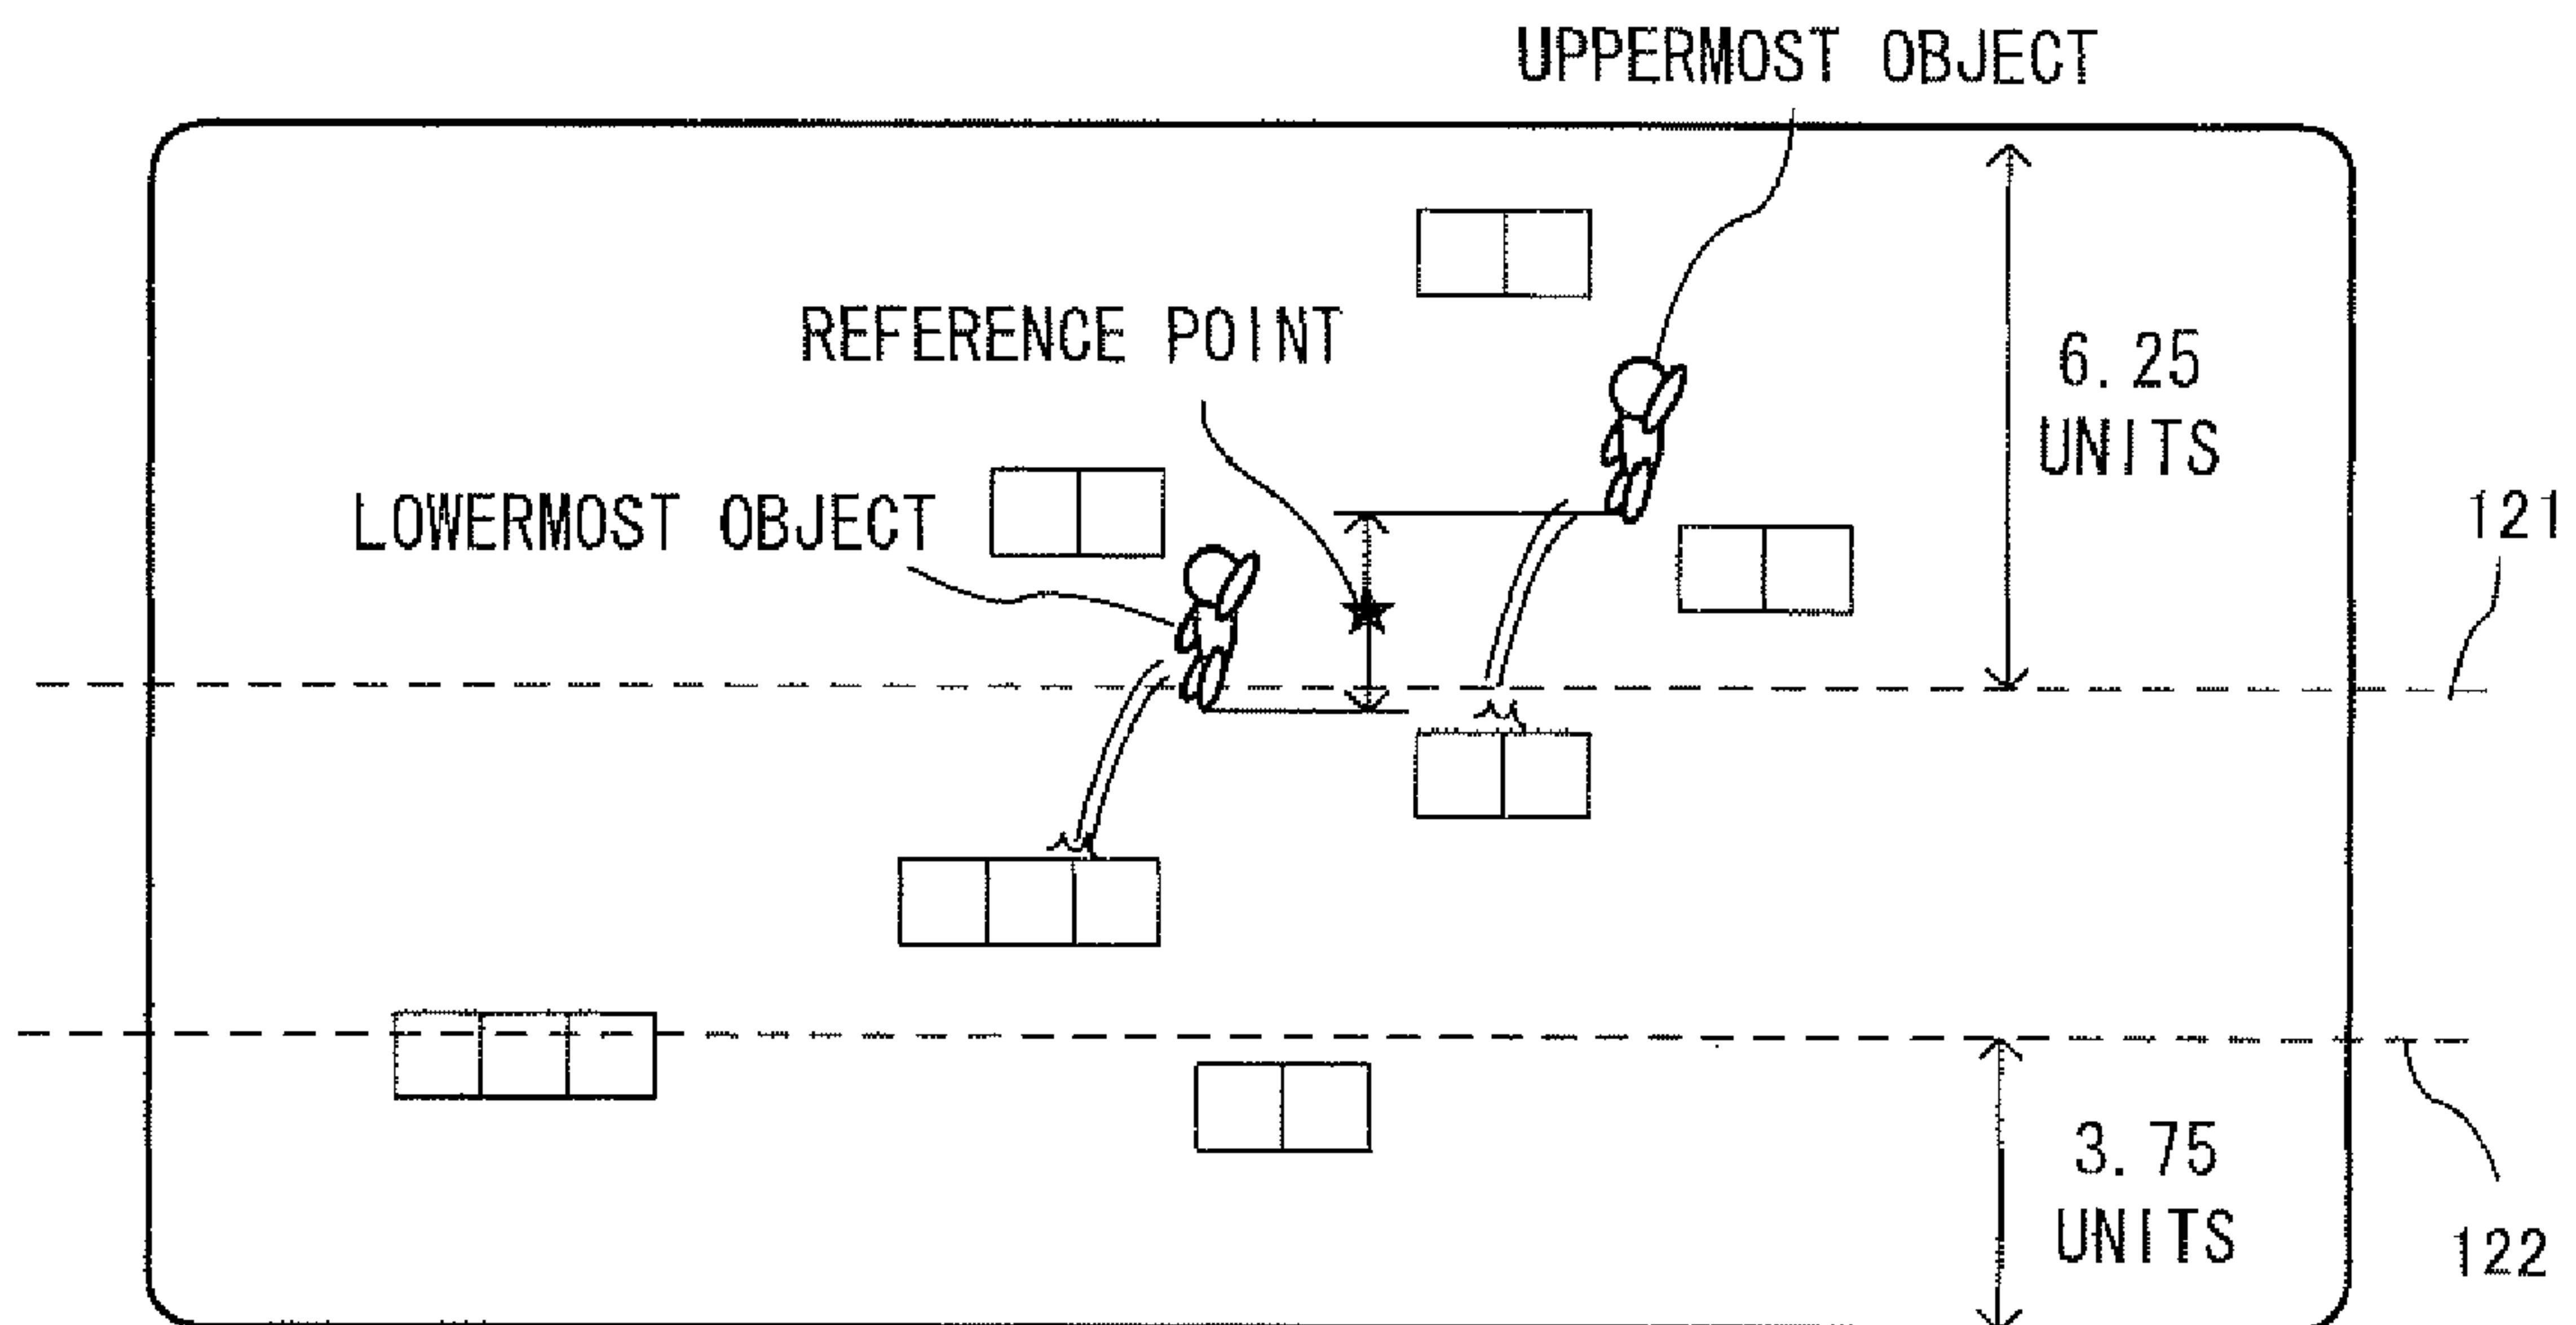 UPPERMOST OBJECT
REFERENCE POINT
6.25
UNITS
LOWERMOST OBJECT
121
3.75
UNITS
122